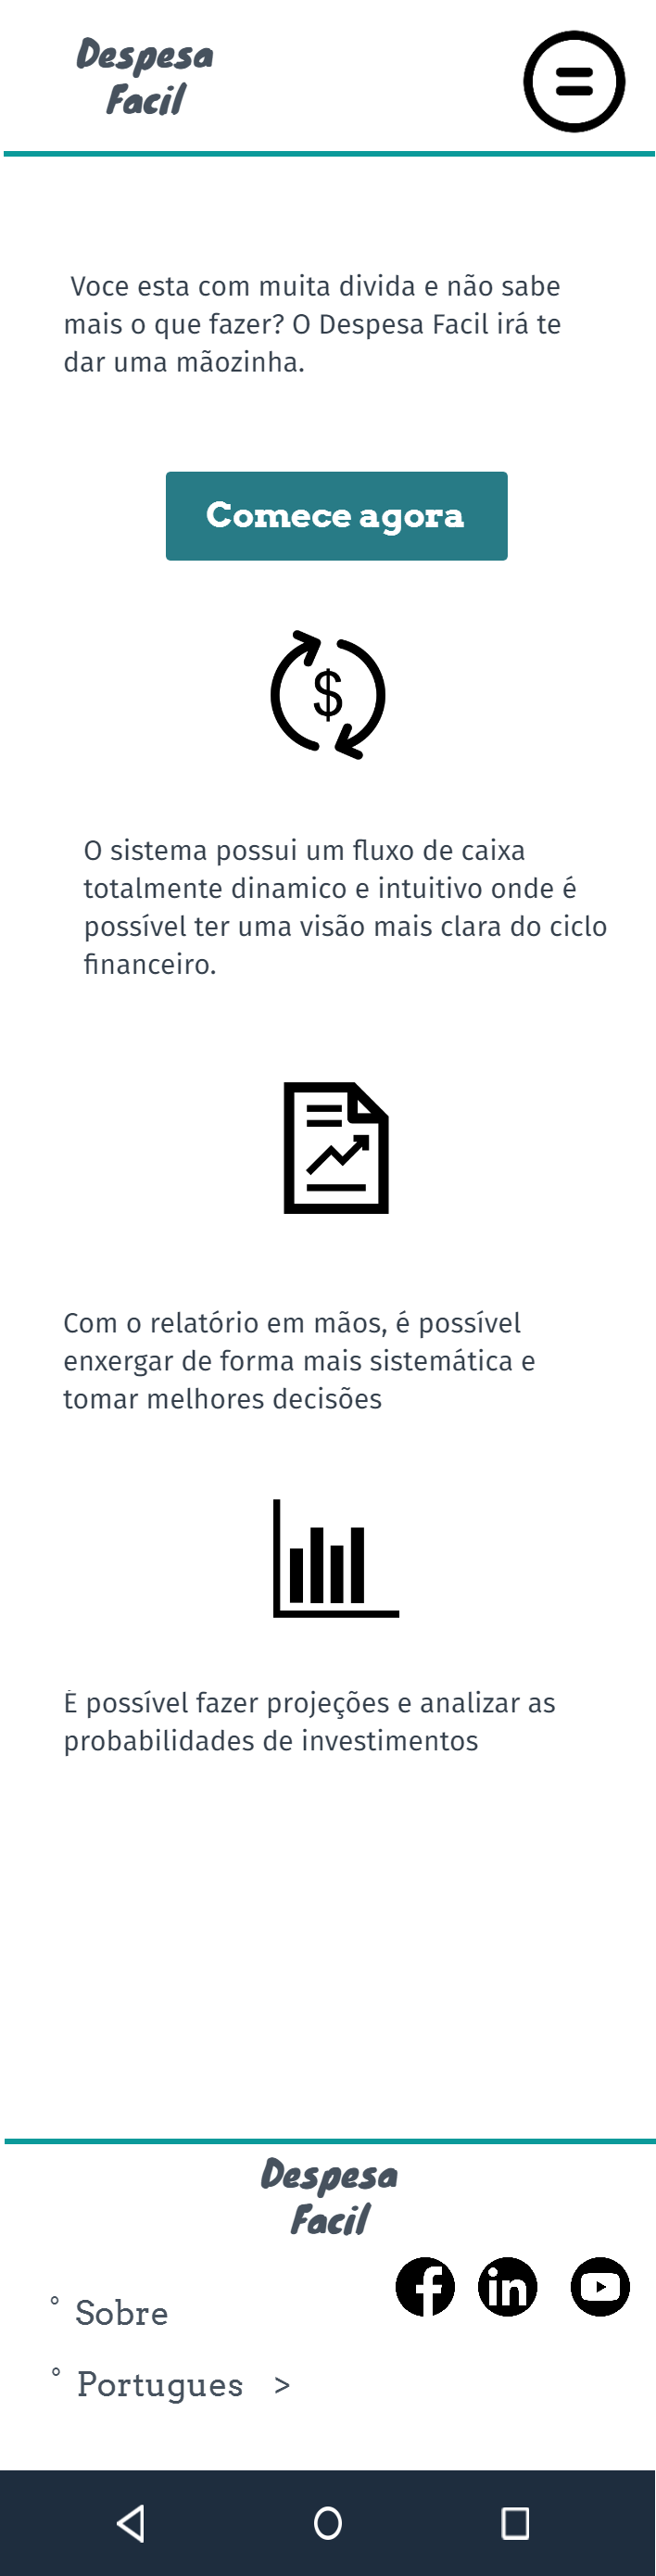 Despesa
Facil
Voce esta com muita divida e não sabe
mais o que fazer? O Despesa Facil irá te
dar uma mãozinha.
Comece agora
$
O sistema possui um fluxo de caixa
totalmente dinamico e intuitivo onde é
possível ter uma visão mais clara do ciclo
financeiro.
Com o relatório em mãos, é possível
enxergar de forma mais sistemática e
tomar melhores decisões
É possível fazer projeções e analizar as
probabilidades de investimentos
Despesa
Facil
f in
° Sobre
° Portugues >